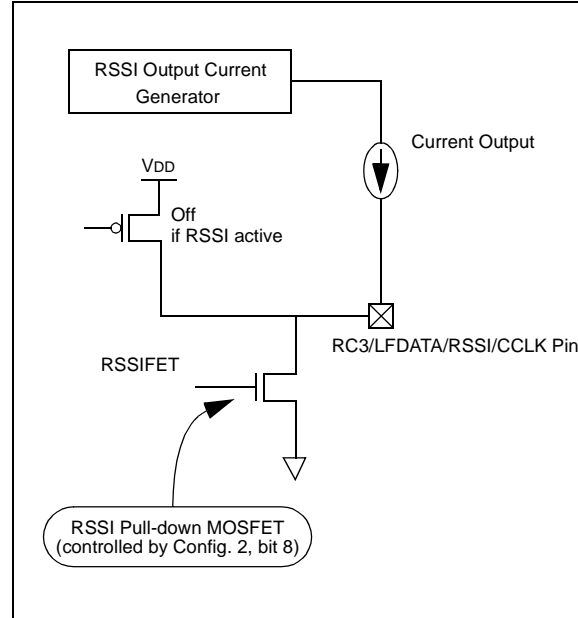 RSSI Output Current
Generator
Current Output
VDD
Off
if RSSI active
RC3/LFDATA/RSSI/CCLK Pin
RSSIFET
RSSI Pull-down MOSFET
(controlled by Config. 2, bit 8)